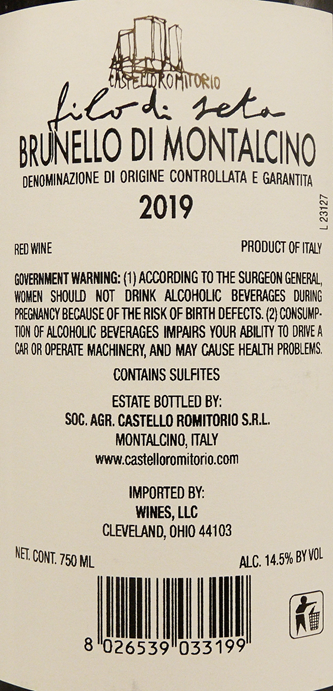 CASTELLO ROMITORIO
filo di seta
BRUNELLO DI MONTALCINO
DENOMINAZIONE DI ORIGINE CONTROLLATA E GARANTITA
2019
L 23127
RED WINE PRODUCT OF ITALY
GOVERNMENT WARNING: (1) ACCORDING TO THE SURGEON GENERAL,
WOMEN SHOULD NOT DRINK ALCOHOLIC BEVERAGES DURING
PREGNANCY BECAUSE OF THE RISK OF BIRTH DEFECTS. (2) CONSUMP-
TION OF ALCOHOLIC BEVERAGES IMPAIRS YOUR ABILITY TO DRIVE A
CAR OR OPERATE MACHINERY, AND MAY CAUSE HEALTH PROBLEMS.
CONTAINS SULFITES
ESTATE BOTTLED BY:
SOC. AGR. CASTELLO ROMITORIO S.R.L.
MONTALCINO, ITALY
www.castelloromitorio.com
IMPORTED BY:
WINES, LLC
CLEVELAND, OHIO 44103
NET. CONT. 750 ML ALC. 14.5% BY VOL
8 026539 033199